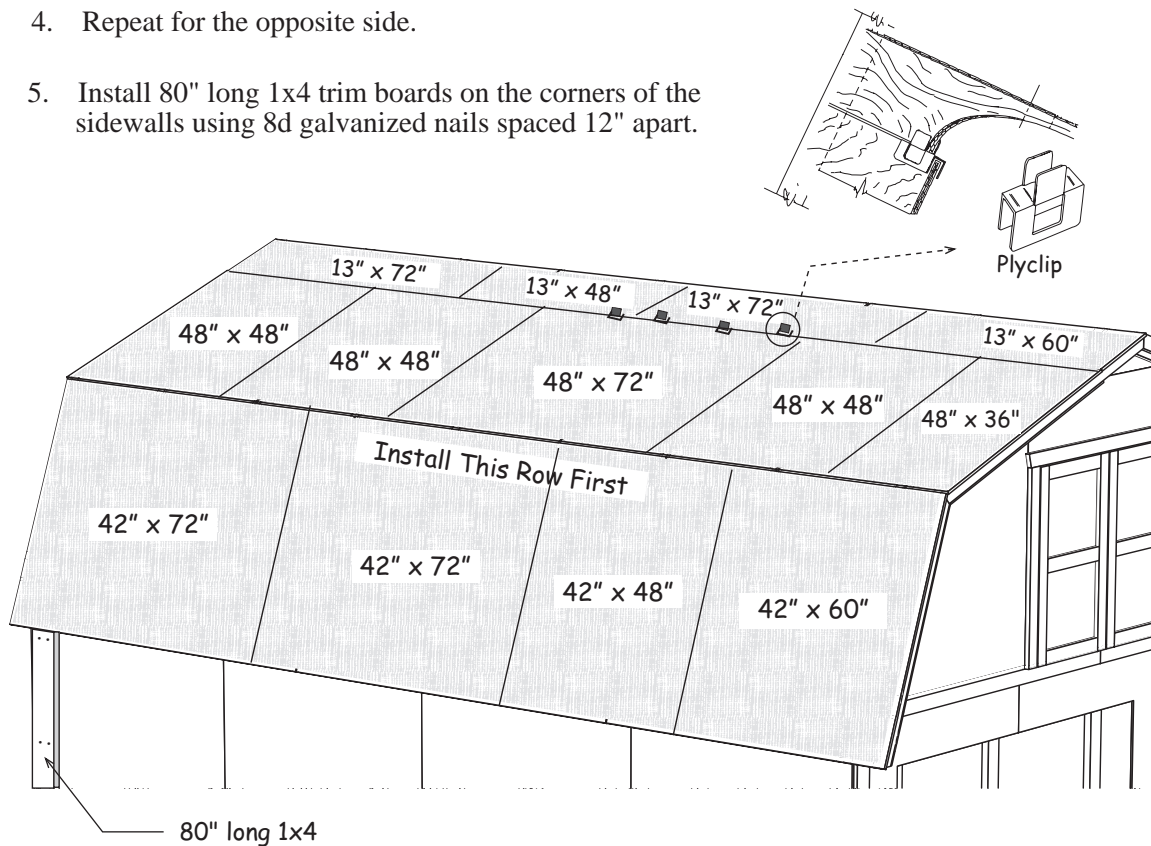 4. Repeat for the opposite side.
5. Install 80" long 1x4 trim boards on the corners of the
sidewalls using 8d galvanized nails spaced 12" apart.
Plyclip
13" x 72"
13" x 48"
13" x 72"
13" x 60"
48" x 48"
48" x 48"
48" x 72"
48" x 48"
48" x 36"
Install This Row First
42" x 72"
42" x 72"
42" x 48"
42" x 60"
80" long 1x4